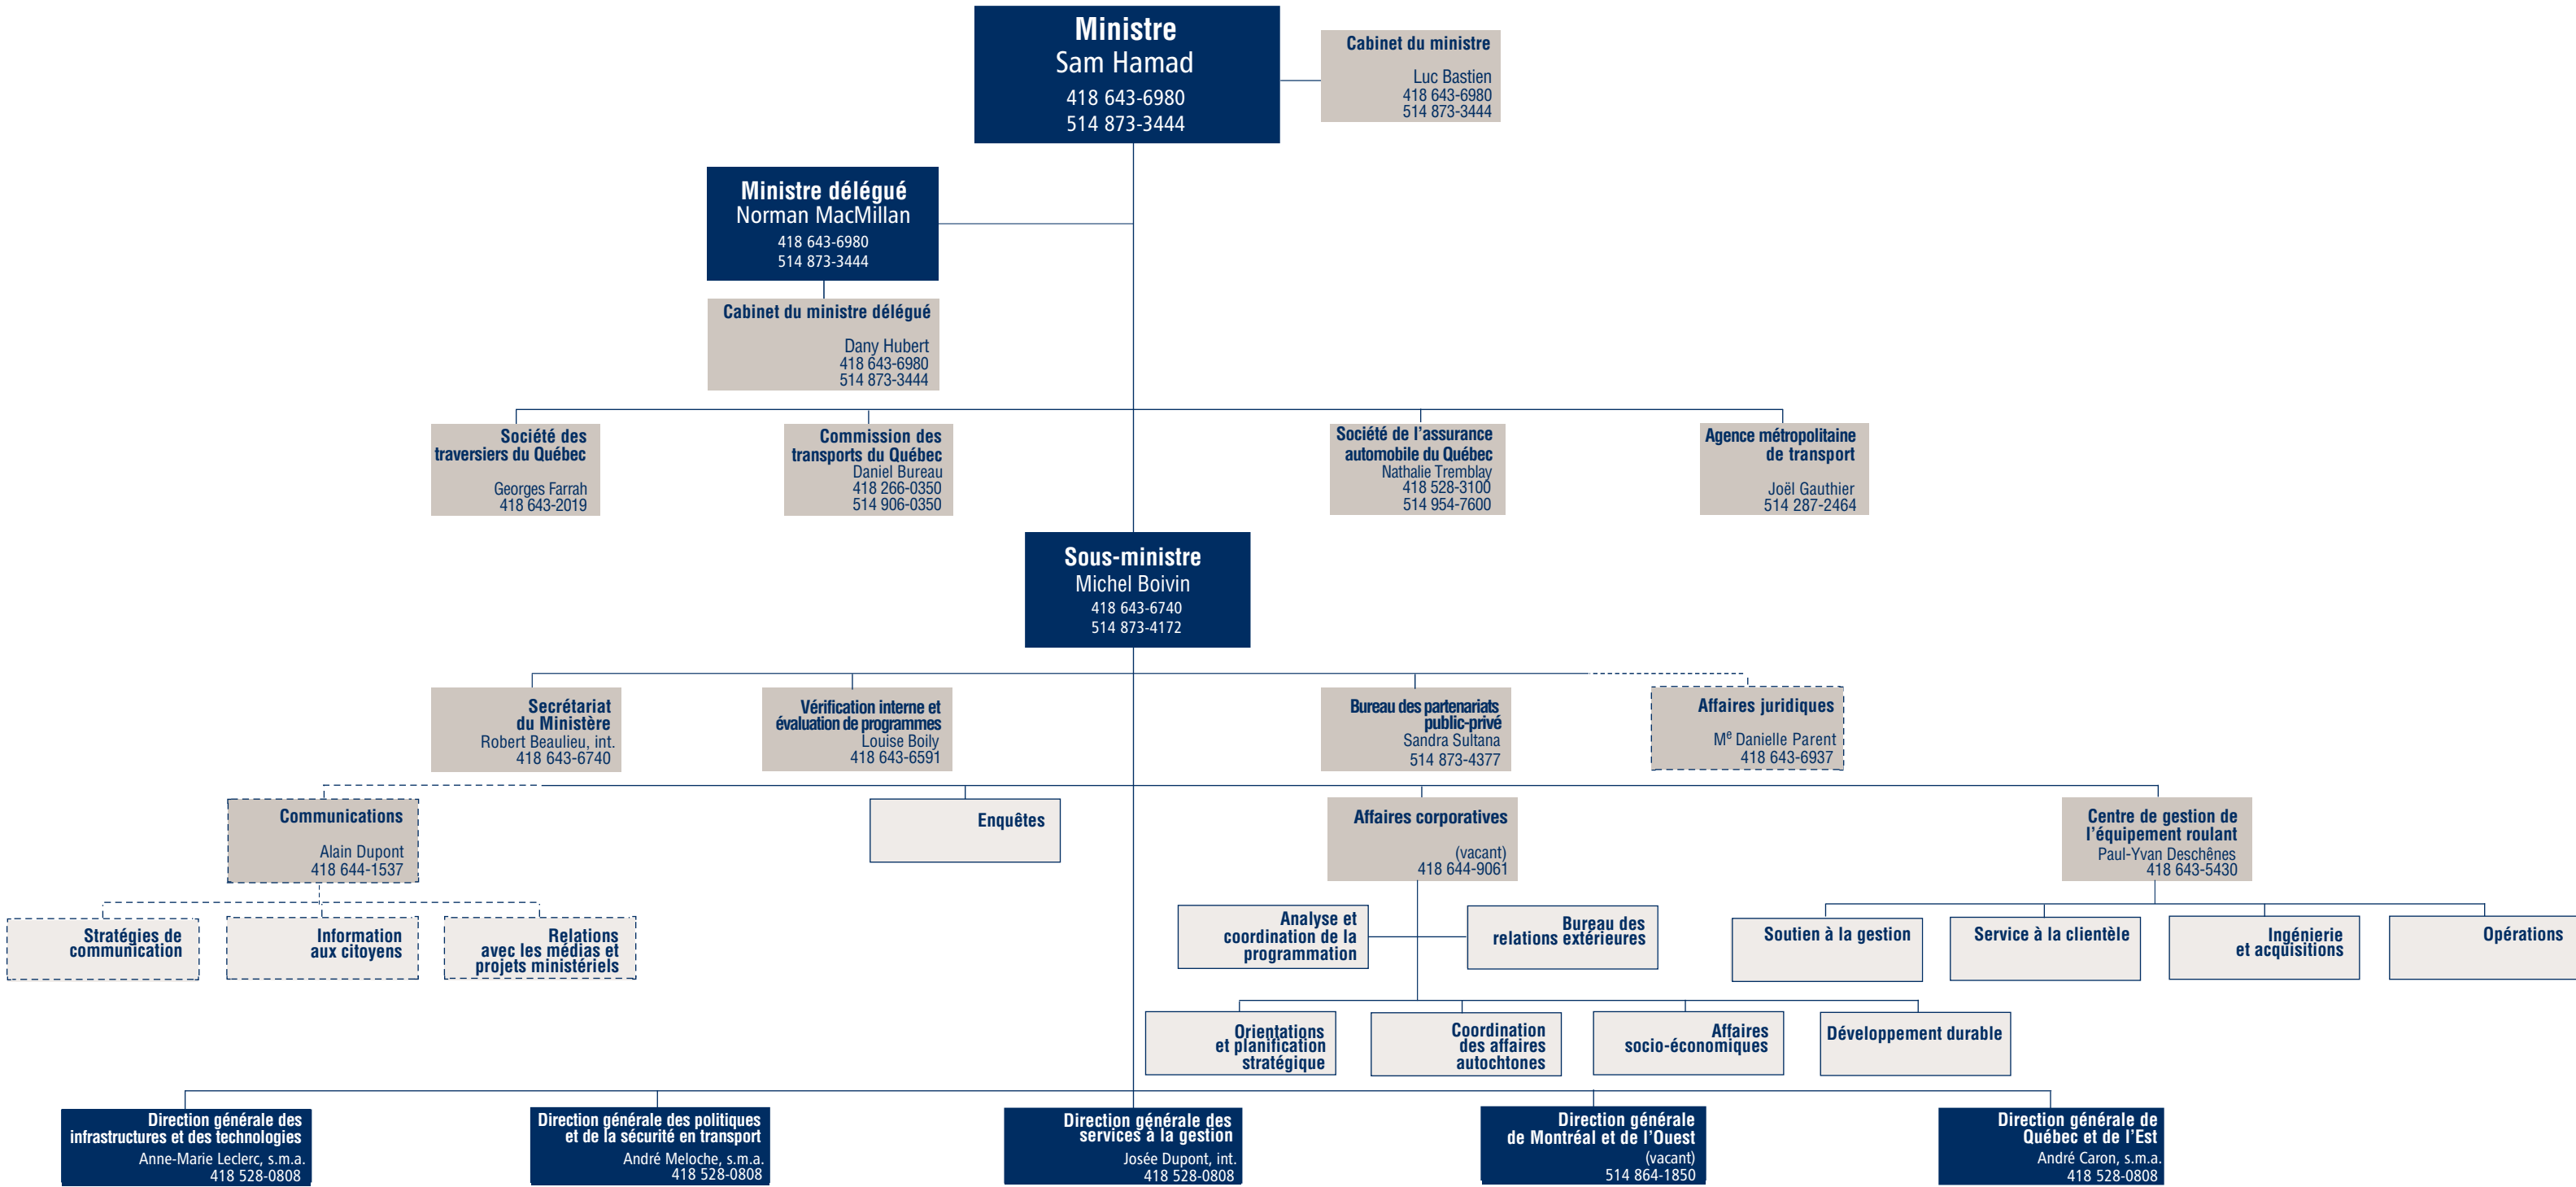 Ministre
Sam Hamad
418 643-6980
514 873-3444
Cabinet du ministre
Luc Bastien
418 643-6980
514 873-3444
Ministre délégué
Norman MacMillan
418 643-6980
514 873-3444
Cabinet du ministre délégué
Dany Hubert
418 643-6980
514 873-3444
Société des
traversiers du Québec
Georges Farrah
418 643-2019
Commission des
transports du Québec
Daniel Bureau
418 266-0350
514 906-0350
Société de l'assurance
automobile du Québec
Nathalie Tremblay
418 528-3100
514 954-7600
Agence métropolitaine
de transport
Joël Gauthier
514 287-2464
Sous-ministre
Michel Boivin
418 643-6740
514 873-4172
Secrétariat
du Ministère
Robert Beaulieu, int.
418 643-6740
Vérification interne et
évaluation de programmes
Louise Boily
418 643-6591
Bureau des partenariats
public-privé
Sandra Sultana
514 873-4377
Affaires juridiques
Me Danielle Parent
418 643-6937
Communications
Alain Dupont
418 644-1537
Enquêtes
Affaires corporatives
(vacant)
418 644-9061
Centre de gestion de
l'équipement roulant
Paul-Yvan Deschênes
418 643-5430
Stratégies de
communication
Information
aux citoyens
Relations
avec les médias et
projets ministériels
Analyse et
coordination de la
programmation
Bureau des
relations extérieures
Soutien à la gestion
Service à la clientèle
Ingénierie
et acquisitions
Opérations
Orientations
et planification
stratégique
Coordination
des affaires
autochtones
Affaires
socio-économiques
Développement durable
Direction générale des
infrastructures et des technologies
Anne-Marie Leclerc, s.m.a.
418 528-0808
Direction générale des politiques
et de la sécurité en transport
André Meloche, s.m.a.
418 528-0808
Direction générale des
services à la gestion
Josée Dupont, int.
418 528-0808
Direction générale
de Montréal et de l'Ouest
(vacant)
514 864-1850
Direction générale de
Québec et de l'Est
André Caron, s.m.a.
418 528-0808